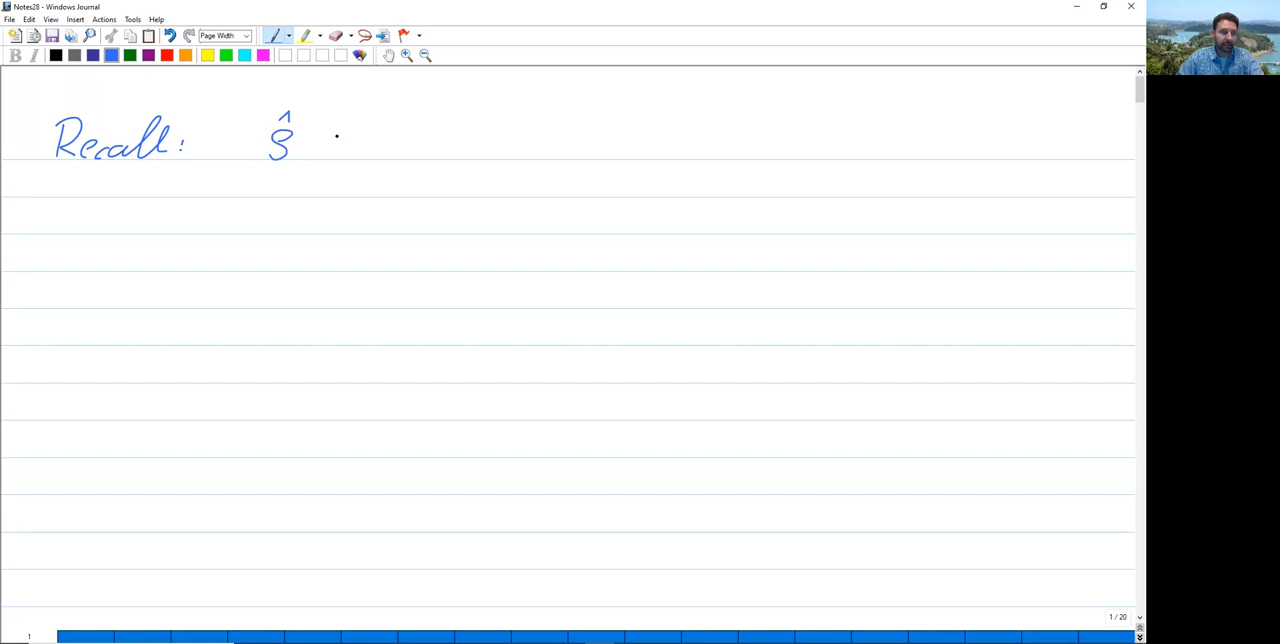 Notes28 - Windows Journal
File Edit View Insert Actions Tools Help
Page Width
B I
Recall: ŝ
1 / 20
1